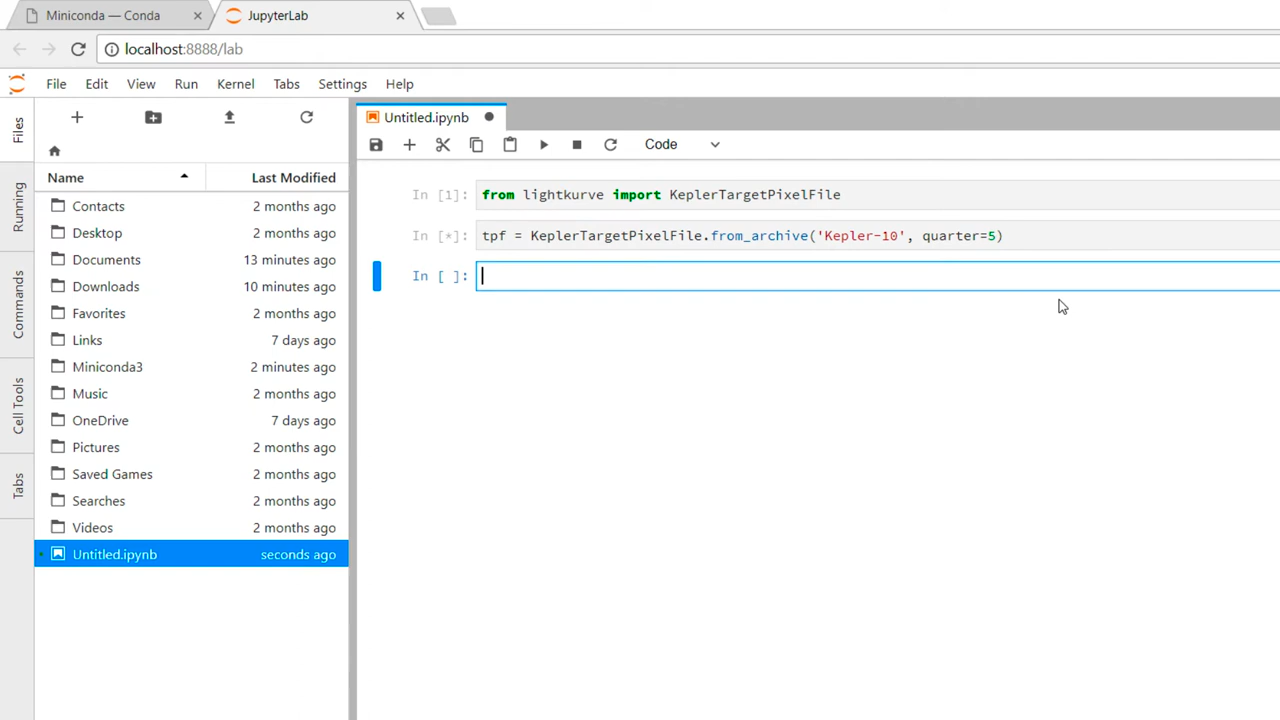 Miniconda — Conda
JupyterLab
localhost:8888/lab
File Edit View Run Kernel Tabs Settings Help
Files
Running
Commands
Cell Tools
Tabs
Name Last Modified
Contacts 2 months ago
Desktop 2 months ago
Documents 13 minutes ago
Downloads 10 minutes ago
Favorites 2 months ago
Links 7 days ago
Miniconda3 2 minutes ago
Music 2 months ago
OneDrive 7 days ago
Pictures 2 months ago
Saved Games 2 months ago
Searches 2 months ago
Videos 2 months ago
Untitled.ipynb seconds ago
Untitled.ipynb
Code
In [1]: from lightkurve import KeplerTargetPixelFile
In [*]: tpf = KeplerTargetPixelFile.from_archive('Kepler-10', quarter=5)
In [ ]: